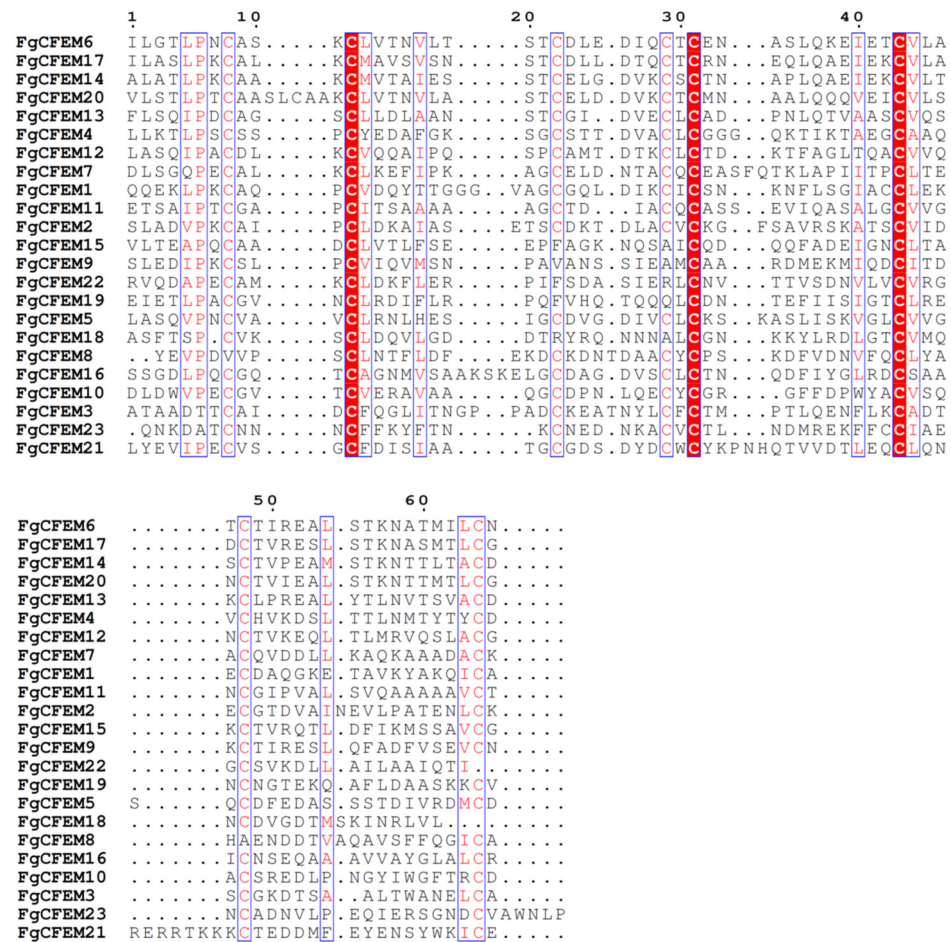 1 10 20 30 40
FgCFEM6 ILGTLPNCAS.....KCLVTNVLT.....STCDLE.DIQCTCEN...ASLQKEIETCVLA
FgCFEM17 ILASLPKCAL.....KCMAVSVSN.....STCDLL.DTQCTCRN...EQLQAEIEKCVLA
FgCFEM14 ALATLPKCAA.....KCMVTAIES.....STCELG.DVKCTCTN...APLQAEITKCVLT
FgCFEM20 VLSTLPTCAASLCAAKCLVTNVLA.....STCELD.DVKCTCMN...AALQQQVEICVLS
FgCFEM13 FLSQIPDCAG.....SCLLDLAAN.....STCGI..DVECLCAD...PNLQTVAASCVQS
FgCFEM4 LLKTLPSCSS.....PCYEDAFGK.....SGCSTT.DYACLCGGG..QKTIKTAEGCAAQ
FgCFEM12 LASQIPACDL.....KCVQQAIPQ.....SPCAMT.DTKCLCTD...KTFAGLTQACVVQ
FgCFEM7 DLSGQPECAL.....KCLKEFIPK.....AGCELD.NTACQCEASFQTKLAPIITPCLTE
FgCFEM1 QQEKLPKCAQ.....PCVDQYTTGGG..VAGCGQL.DIKCICSN...KNFLSGIACCLEK
FgCFEM11 ETSAIPTCGA.....PCITSAAAA.....AGCTD...IACQCASS..EVIQASALGCVVG
FgCFEM2 SLADVPKCAI.....PCLDKAIAS....ETSCDKT.DLACVCKG...FSAVRSKATSCVID
FgCFEM15 VLTEAPQCAA.....DCLVTLFSE.....EPFAGK.NQSAICQD...QQFADEIGNCLTA
FgCFEM9 SLEDIPKCSL.....PCVIQVMSN.....PAVANS.SIEAMCAA...RDMEKMIQDCITD
FgCFEM22 RVQDAPECAM.....KCLDKFLER.....PIFSDA.SIERLCNV...TTVSDNVLVCVRG
FgCFEM19 EIETLPACGV.....NCLRDIFLR.....PQFVHQ.TQQQLCNDT...TEFIISIGTCLRE
FgCFEM5 LASQVPNCVA.....VCLRNLHES.....IGCDVG.DIVCLCKS..KASLISKVGLCVVG
FgCFEM18 ASFTSP.CVL.....SCLDQVLGD.....DTRYRQ.NNNALCGN...KKYLRDLGTCVMQ
FgCFEM8 ..YEVPDVVP.....SCLNTFLDF....EKDCKDNTDAACYCPS...KDFVDNVFQCLYA
FgCFEM16 SSGDLPQCGQ.....TCAGNMVSAAKSKELGCDAG.DVSCLCTN...QDFIYGLRDCSAA
FgCFEM10 DLDWVPECGV.....TCVERAVVA.....QGCDPN.LQECYCGR....GFFDPWYACVSQ
FgCFEM3 ATAADTTCAI.....DCFQGLITNGP..PADCKEATNYLCFCTM...PTLQENFLKCADT
FgCFEM23 .QNKDATCNN.....NCFFKYFTN.....KCNED.NKACVCTL...NDMREKFFCCIAE
FgCFEM21 LYEVIPECVS.....GCFDISIAA.....TGCGDS.DYDCWCYKPNHQTVVDTLEQCLQN
50 60
FgCFEM6 .......TCTIREAL.STKNATMILCN.....
FgCFEM17 .......DCTVRESL.STKNASMTLCG.....
FgCFEM14 .......SCTVPEAM.STKNTTLTACD.....
FgCFEM20 .......NCTVIEAL.STKNTTMTLCG.....
FgCFEM13 .......KCLPREAL.YTLNVTSVACD.....
FgCFEM4 .......VCHVKDSL.TTLNMTYTYCD.....
FgCFEM12 .......NCTVKEQL.TLMRVQSLACG.....
FgCFEM7 .......ACQVDDLL.KAQKAAADACK.....
FgCFEM1 .......ECDAQGKE.TAVKYAKQICA.....
FgCFEM11 .......NCGIPVAL.SVQAAAAAVCT.....
FgCFEM2 .......ECGTDVAINEVLPATENLCK.....
FgCFEM15 .......KCTVRQTL.DFIKMSSAVCG.....
FgCFEM9 .......KCTIRESL.QFADFVSEVCN.....
FgCFEM22 .......GCSVKDLL.AILAAIQTI.......
FgCFEM19 .......NCNGTEKQ.AFLDAASKKCV.....
FgCFEM5 S......QCDFEDAS.SSTDIVRDMCD.....
FgCFEM18 .......NCDVGDTMSKINRLVL.........
FgCFEM8 .......HAENDDTVAQAVSFFQGICA.....
FgCFEM16 .......ICNSEQAA.AVVAYGLALCR.....
FgCFEM10 .......ACSREDLP.NGYIWGFTRCD.....
FgCFEM3 .......SCGKDTSA..ALTWANELCA.....
FgCFEM23 .......NCADNVLP.EQIERSGNDCVAWNLP
FgCFEM21 RERRTKKKCTEDDMF.EYENSYWKICE.....